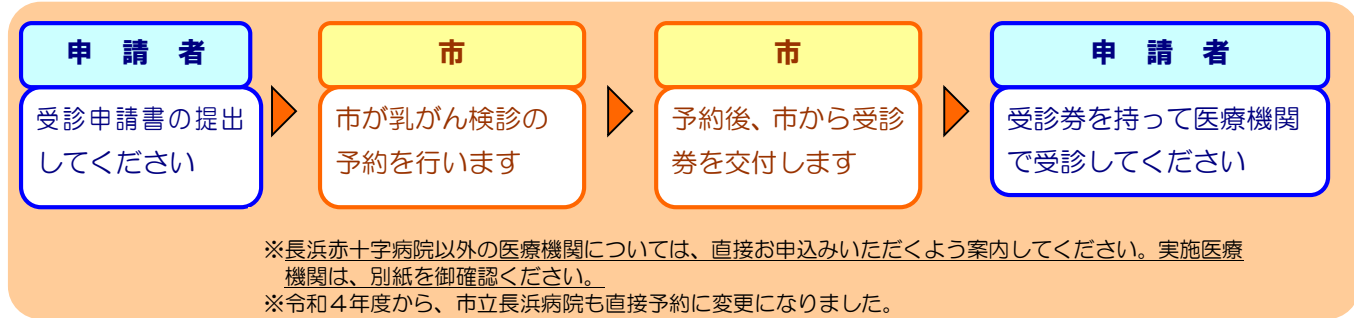 申 請 者
受診申請書の提出
してください
市
市が乳がん検診の
予約を行います
市
予約後、市から受診
券を交付します
申 請 者
受診券を持って医療機関
で受診してください
※長浜赤十字病院以外の医療機関については、直接お申込みいただくよう案内してください。実施医療
機関は、別紙を御確認ください。
※令和４年度から、市立長浜病院も直接予約に変更になりました。